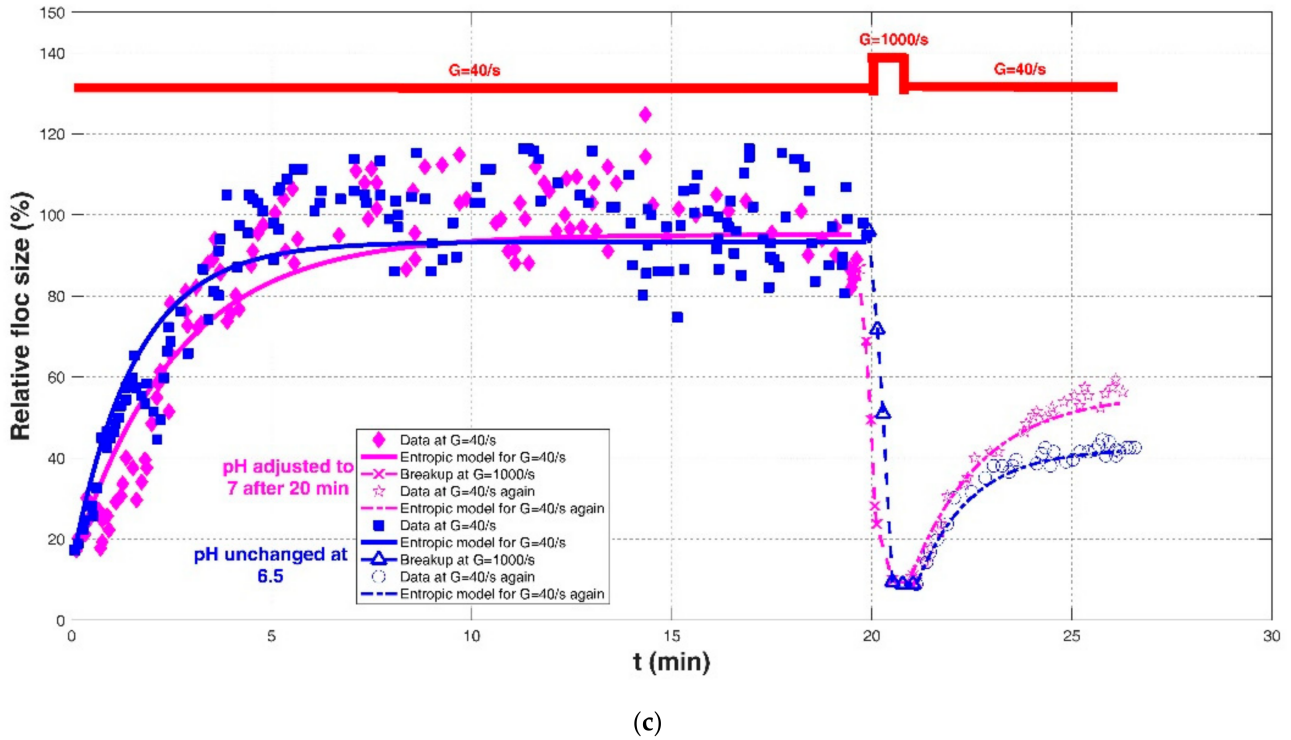 150
140
120
100
80
60
40
20
0
Relative floc size (%)
G=1000/s
G=40/s
G=40/s
pH adjusted to
7 after 20 min
pH unchanged at
6.5
Data at G=40/s
Entropic model for G=40/s
Breakup at G=1000/s
Data at G=40/s again
Entropic model for G=40/s again
Data at G=40/s
Entropic model for G=40/s
Breakup at G=1000/s
Data at G=40/s again
Entropic model for G=40/s again
0 5 10 15 20 25 30
t (min)
(c)